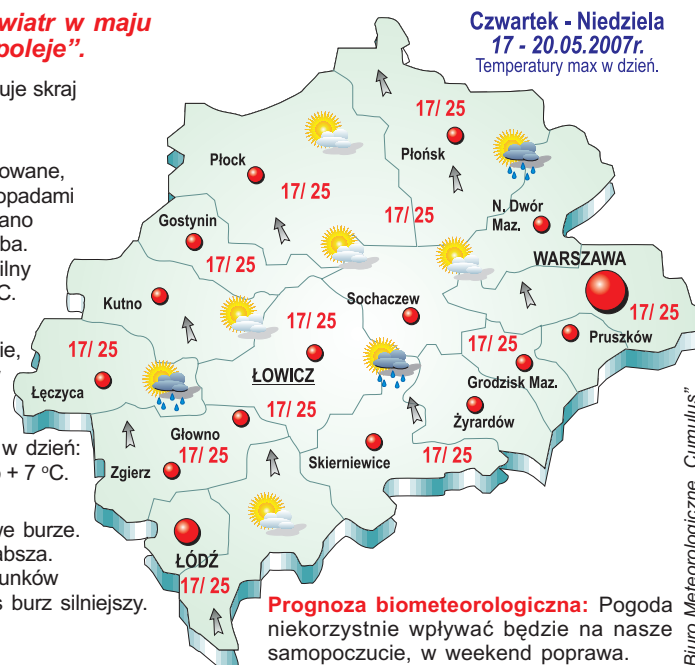 wiatr w maju
poleje”.
uje skraj
owane,
opadami
ano
ba.
ilny
C.
ie,
w dzień:
+ 7 °C.
we burze.
absza.
unków
s burz silniejszy.
Czwartek - Niedziela
17 - 20.05.2007r.
Temperatury max w dzień.
17/ 25
Płońsk
Płock
17/ 25
17/ 25
N. Dwór
Maz.
Gostynin
17/ 25
WARSZAWA
17/ 25
Kutno
Sochaczew
17/ 25
Pruszków
17/ 25
17/ 25
Łęczyca
ŁOWICZ
Grodzisk Maz.
17/ 25
Żyrardów
Głowno
17/ 25
Zgierz
Skierniewice
17/ 25
ŁÓDŹ
17/ 25
Prognoza biometeorologiczna: Pogoda
niekorzystnie wpływać będzie na nasze
samopoczucie, w weekend poprawa.
Biuro Meteorologiczne „Cumulus”